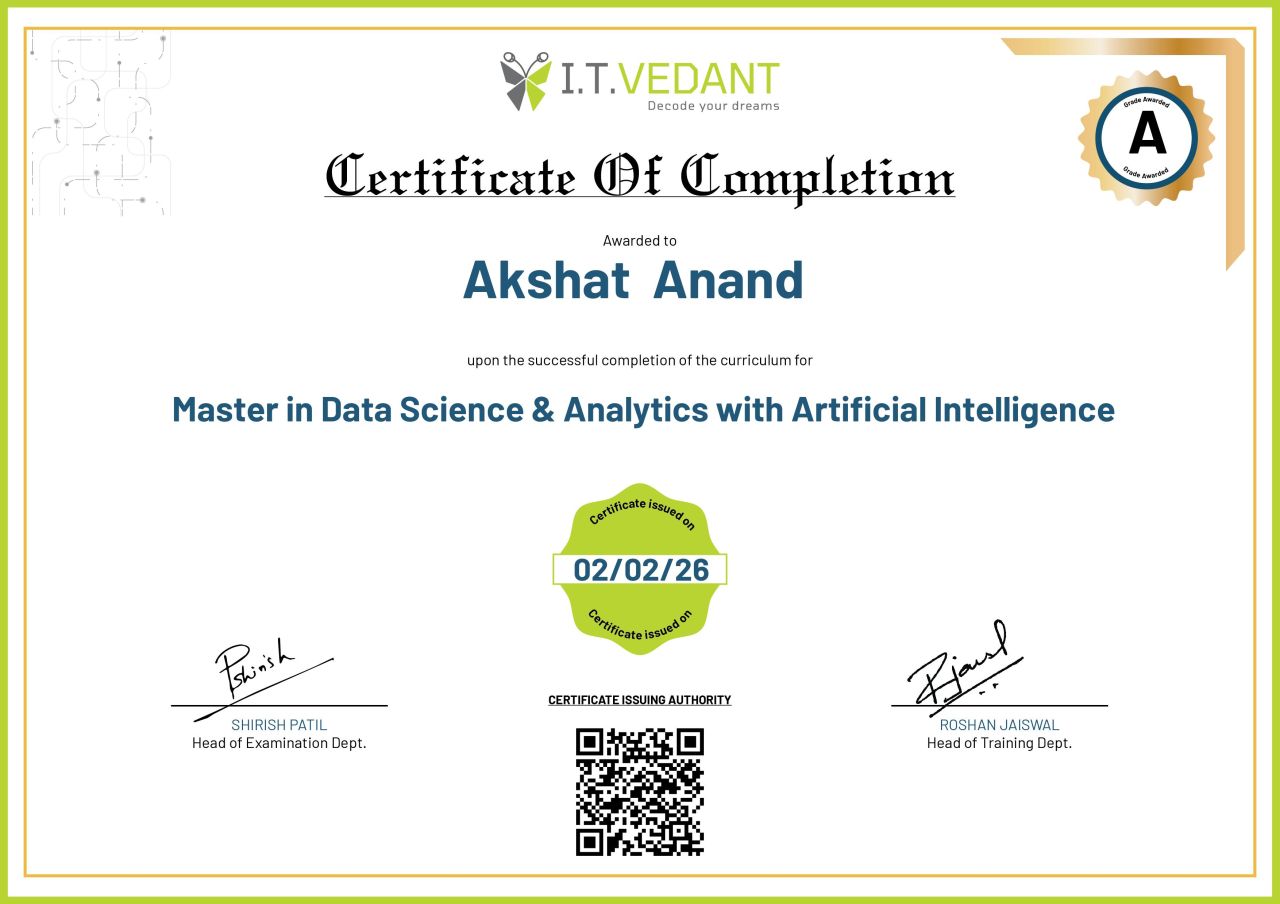 I.T.VEDANT
Decode your dreams
Grade Awarded
A
Grade Awarded
Certificate Of Completion
Awarded to
Akshat Anand
upon the successful completion of the curriculum for
Master in Data Science & Analytics with Artificial Intelligence
Certificate issued on
02/02/26
Certificate issued on
Pshirish
Rjaisal
CERTIFICATE ISSUING AUTHORITY
SHIRISH PATIL
Head of Examination Dept.
ROSHAN JAISWAL
Head of Training Dept.